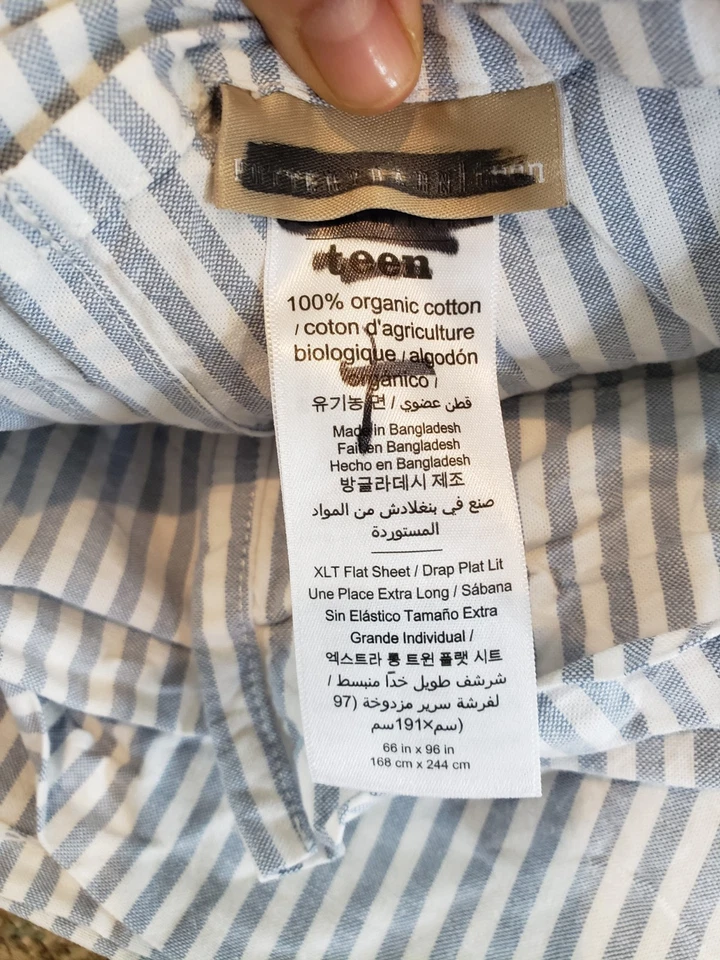 teen
100% organic cotton
/ coton d'agriculture
biologique / algodón
orgánico /
유기농 면 / قطن عضوي
Made in Bangladesh
Fait en Bangladesh
Hecho en Bangladesh
방글라데시 제조
صنع في بنغلادش من المواد
المستوردة
XLT Flat Sheet / Drap Plat Lit
Une Place Extra Long / Sábana
Sin Elástico Tamaño Extra
Grande Individual /
엑스트라 롱 트윈 플랫 시트
شرشف طويل جدًا منبسط /
لفرشة سرير مزدوخة (97
سم×191سم)
66 in x 96 in
168 cm x 244 cm